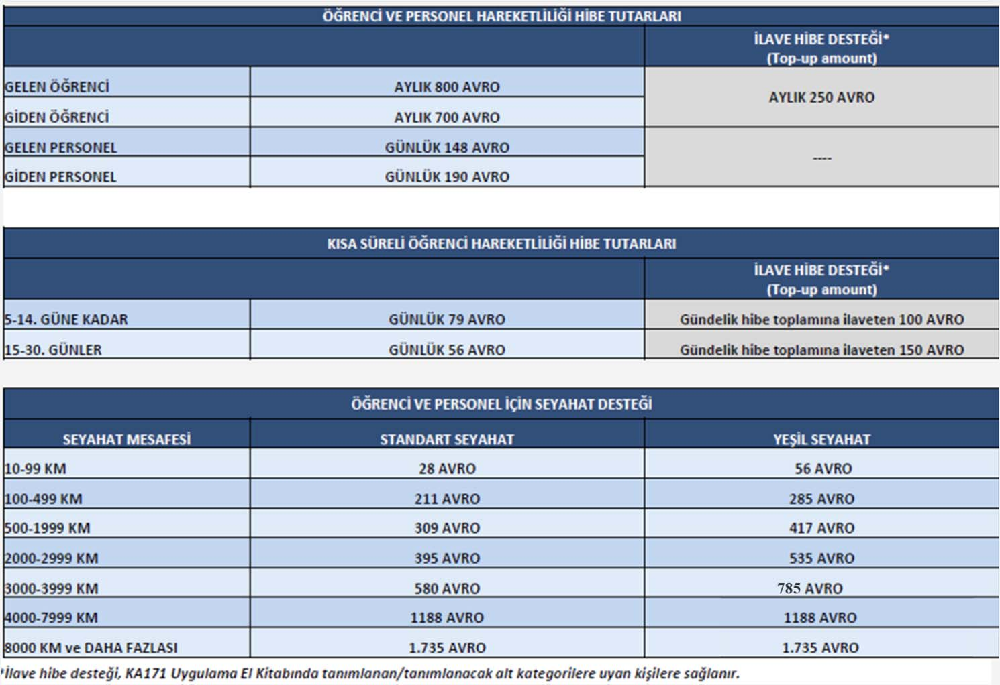 ÖĞRENCİ VE PERSONEL HAREKETLİLİĞİ HİBE TUTARLARI
İLAVE HİBE DESTEĞİ*
(Top-up amount)
GELEN ÖĞRENCİ AYLIK 800 AVRO
AYLIK 250 AVRO
GİDEN ÖĞRENCİ AYLIK 700 AVRO
GELEN PERSONEL GÜNLÜK 148 AVRO
----
GİDEN PERSONEL GÜNLÜK 190 AVRO
KISA SÜRELİ ÖĞRENCİ HAREKETLİLİĞİ HİBE TUTARLARI
İLAVE HİBE DESTEĞİ*
(Top-up amount)
5-14. GÜNE KADAR GÜNLÜK 79 AVRO Gündelik hibe toplamına ilaveten 100 AVRO
15-30. GÜNLER GÜNLÜK 56 AVRO Gündelik hibe toplamına ilaveten 150 AVRO
ÖĞRENCİ VE PERSONEL İÇİN SEYAHAT DESTEĞİ
SEYAHAT MESAFESİ STANDART SEYAHAT YEŞİL SEYAHAT
10-99 KM 28 AVRO 56 AVRO
100-499 KM 211 AVRO 285 AVRO
500-1999 KM 309 AVRO 417 AVRO
2000-2999 KM 395 AVRO 535 AVRO
3000-3999 KM 580 AVRO 785 AVRO
4000-7999 KM 1188 AVRO 1188 AVRO
8000 KM ve DAHA FAZLASI 1.735 AVRO 1.735 AVRO
*İlave hibe desteği, KA171 Uygulama El Kitabında tanımlanan/tanımlanacak alt kategorilere uyan kişilere sağlanır.